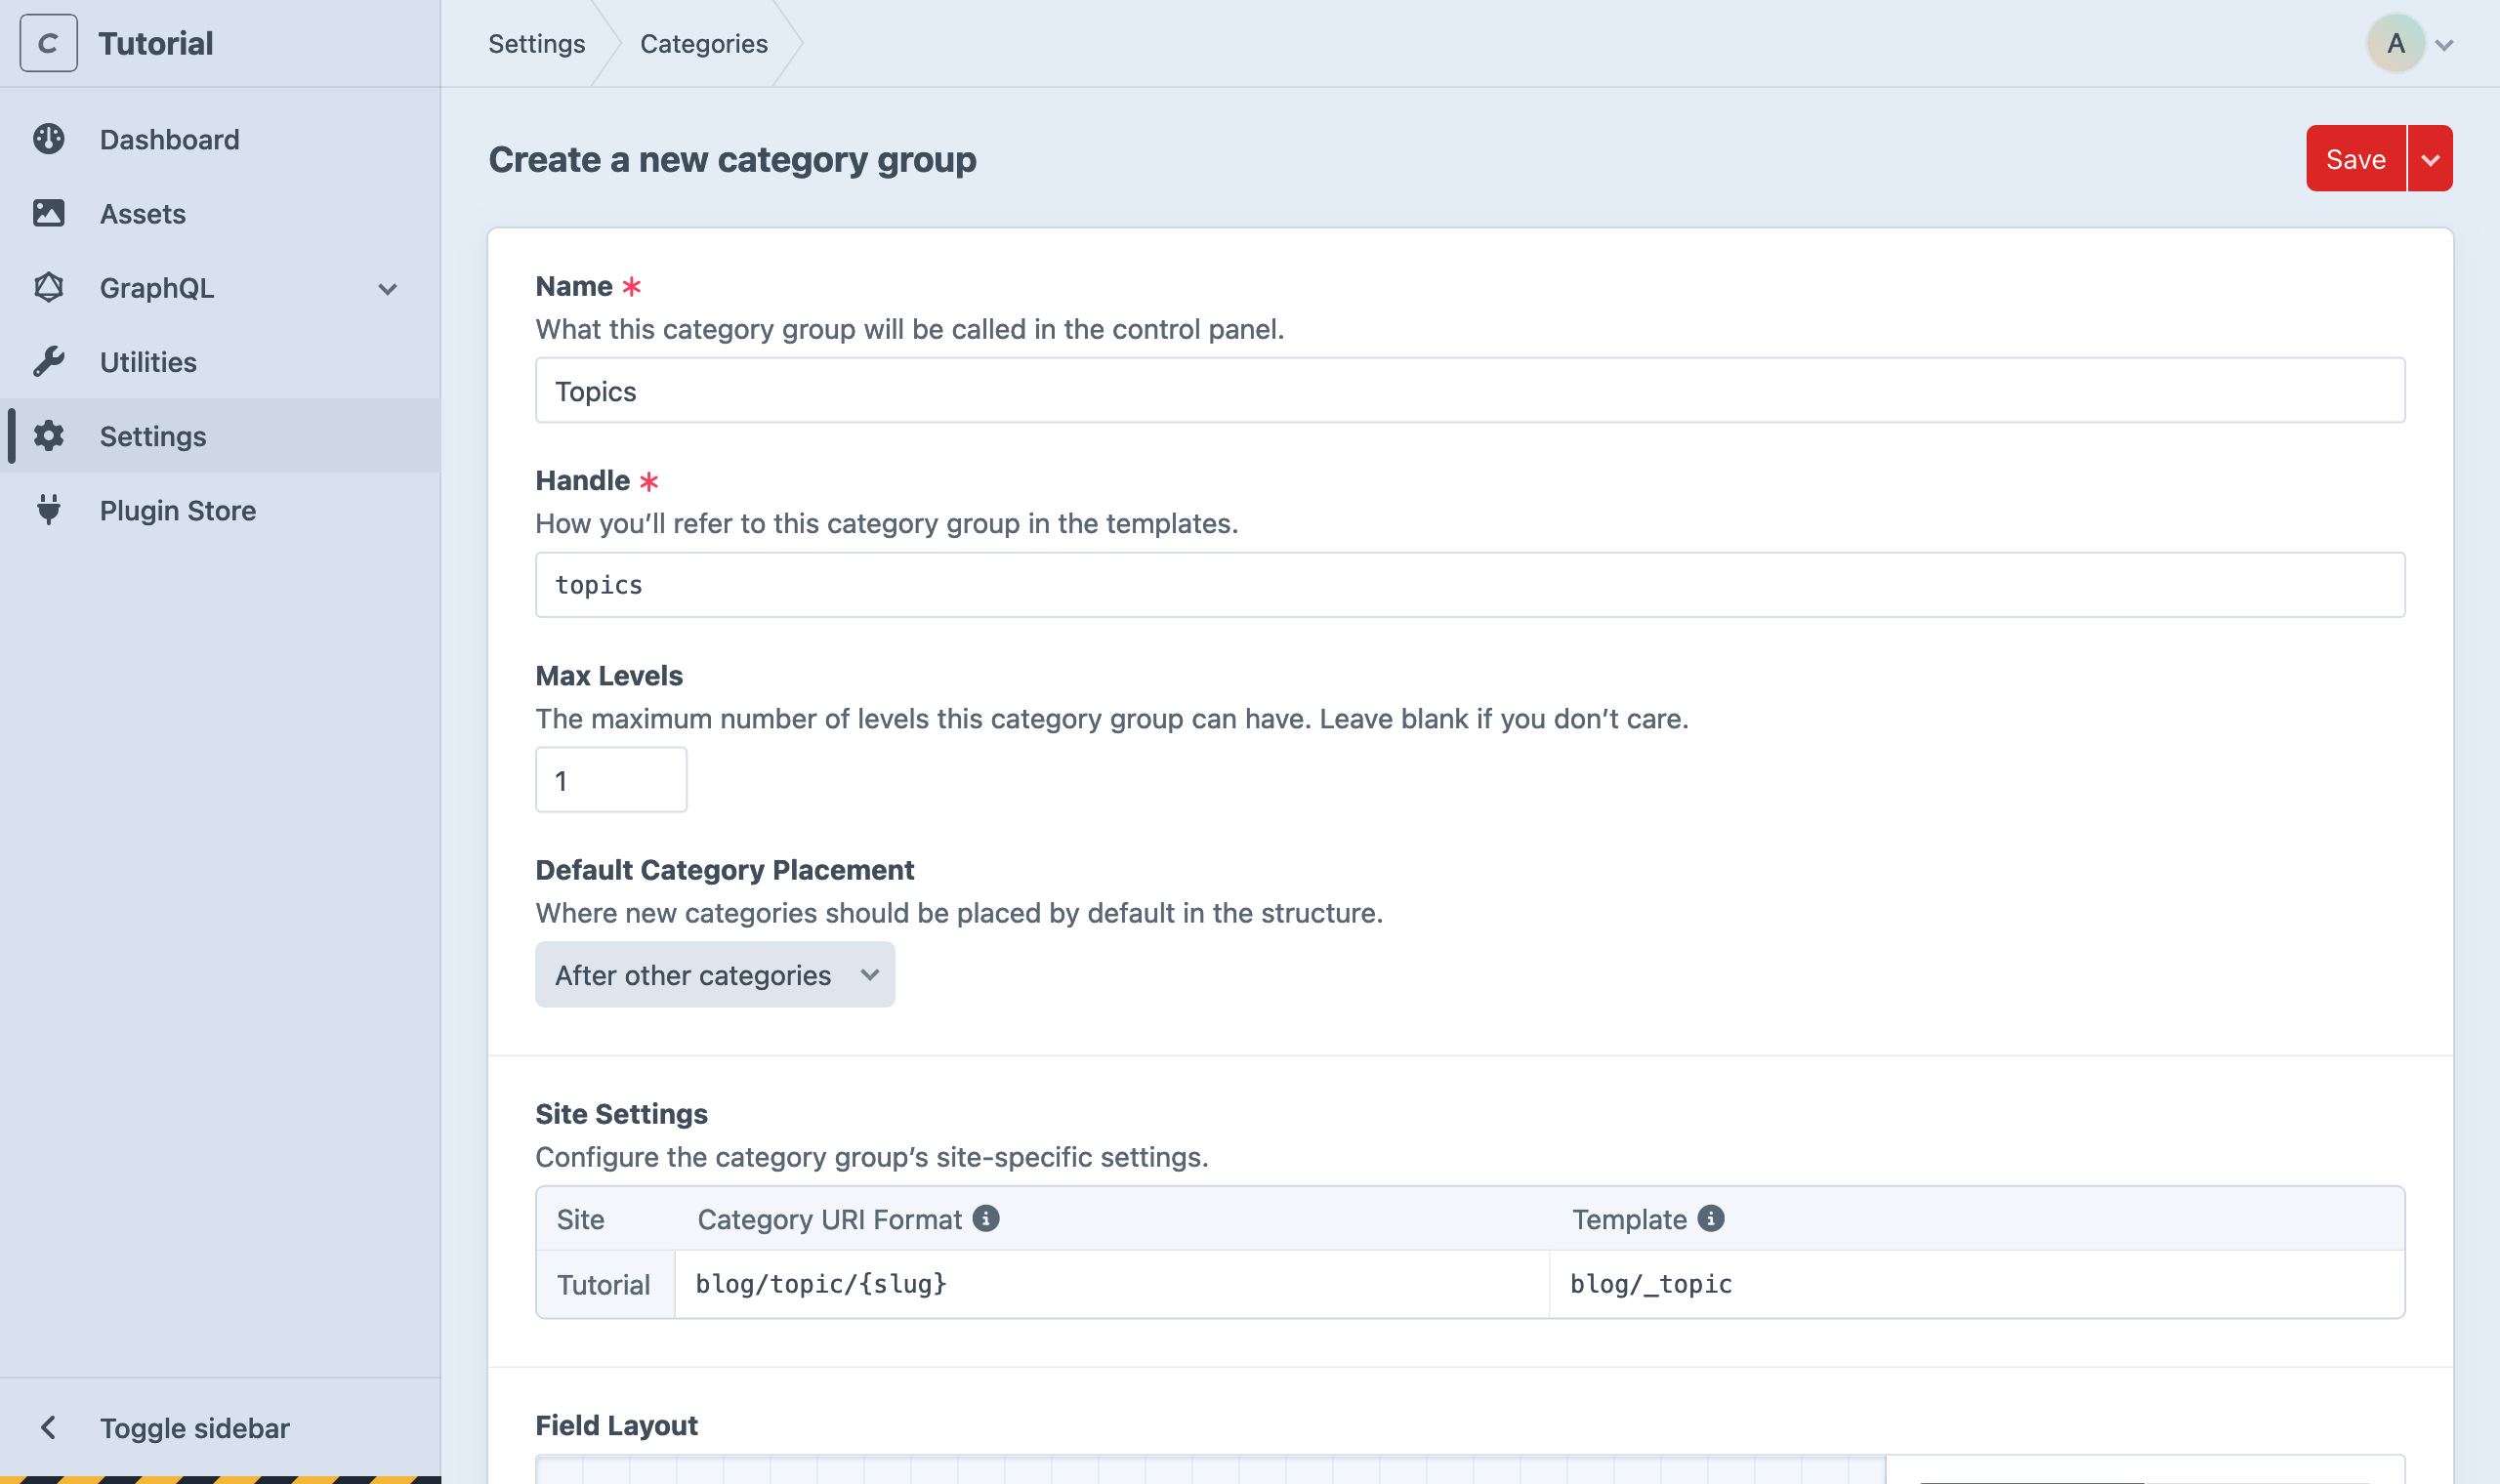 C Tutorial
Settings Categories
A
Dashboard
Assets
GraphQL
Utilities
Settings
Plugin Store
Toggle sidebar
Create a new category group
Save
Name *
What this category group will be called in the control panel.
Topics
Handle *
How you’ll refer to this category group in the templates.
topics
Max Levels
The maximum number of levels this category group can have. Leave blank if you don’t care.
1
Default Category Placement
Where new categories should be placed by default in the structure.
After other categories
Site Settings
Configure the category group’s site-specific settings.
Site Category URI Format Template
Tutorial blog/topic/{slug} blog/_topic
Field Layout